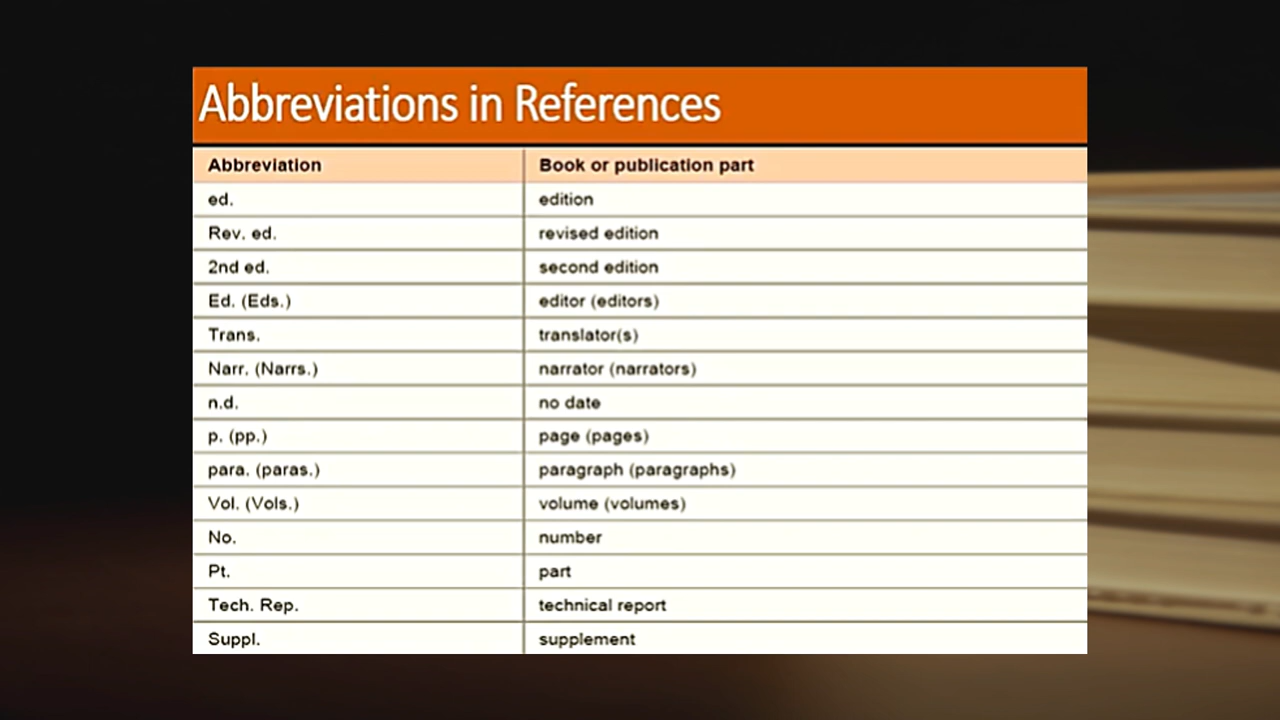 Abbreviations in References
Abbreviation Book or publication part
ed. edition
Rev. ed. revised edition
2nd ed. second edition
Ed. (Eds.) editor (editors)
Trans. translator(s)
Narr. (Narrs.) narrator (narrators)
n.d. no date
p. (pp.) page (pages)
para. (paras.) paragraph (paragraphs)
Vol. (Vols.) volume (volumes)
No. number
Pt. part
Tech. Rep. technical report
Suppl. supplement